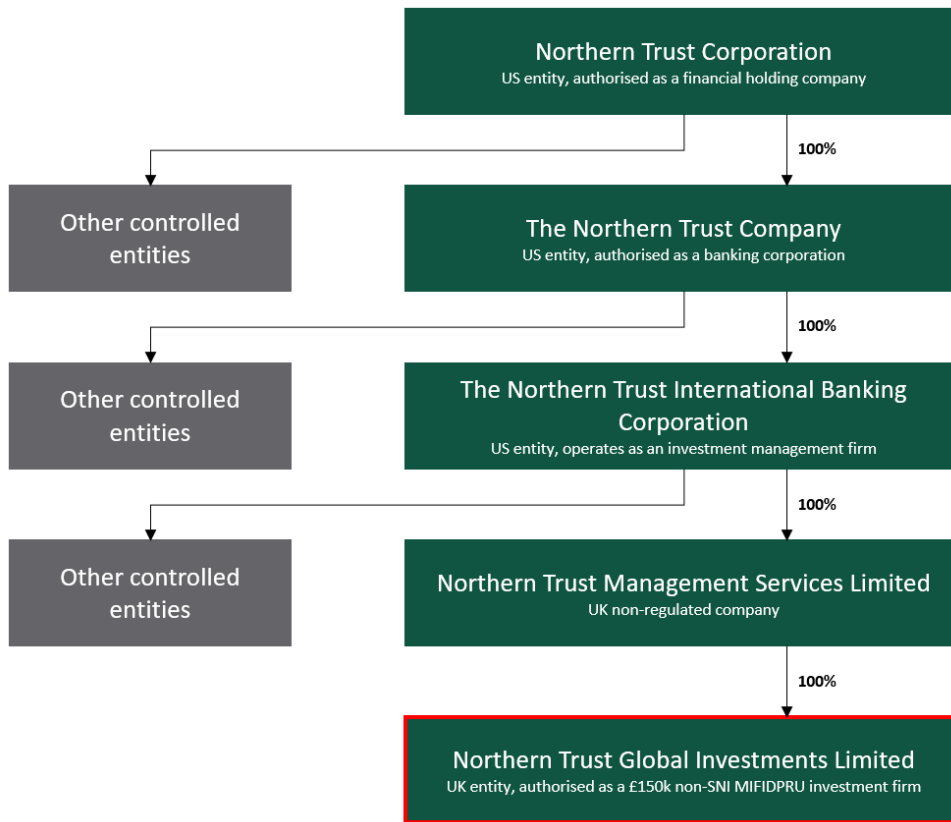 Northern Trust Corporation
US entity, authorised as a financial holding company
100%
Other controlled
entities
The Northern Trust Company
US entity, authorised as a banking corporation
100%
Other controlled
entities
The Northern Trust International Banking
Corporation
US entity, operates as an investment management firm
100%
Other controlled
entities
Northern Trust Management Services Limited
UK non-regulated company
100%
Northern Trust Global Investments Limited
UK entity, authorised as a £150k non-SNI MIFIDPRU investment firm